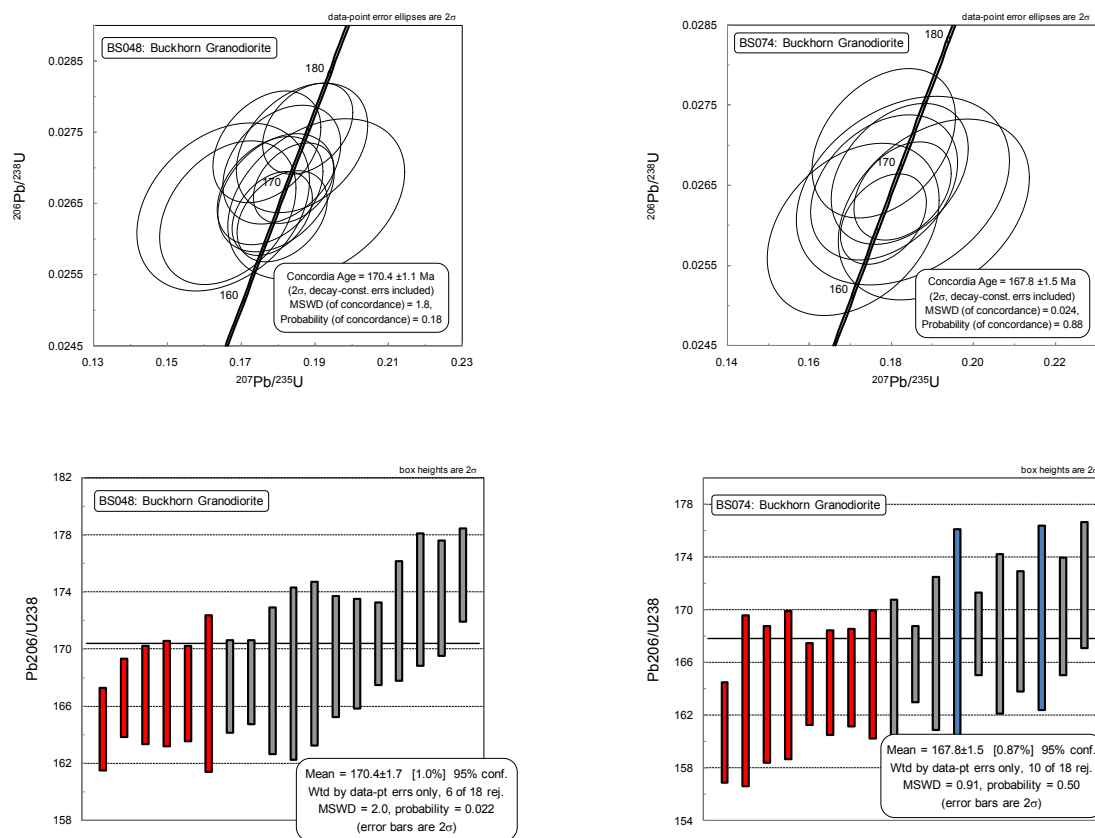 data-point error ellipses are 2σ
BS048: Buckhorn Granodiorite
0.0285
0.0275
0.0265
0.0255
0.0245
206Pb/238U
180
170
160
Concordia Age = 170.4 ±1.1 Ma
(2σ, decay-const. errs included)
MSWD (of concordance) = 1.8,
Probability (of concordance) = 0.18
0.13 0.15 0.17 0.19 0.21 0.23
207Pb/235U
data-point error ellipses are 2σ
BS074: Buckhorn Granodiorite
0.0285
0.0275
0.0265
0.0255
0.0245
206Pb/238U
180
170
160
Concordia Age = 167.8 ±1.5 Ma
(2σ, decay-const. errs included)
MSWD (of concordance) = 0.024,
Probability (of concordance) = 0.88
0.14 0.16 0.18 0.20 0.22
207Pb/235U
box heights are 2σ
BS048: Buckhorn Granodiorite
182
178
174
170
166
162
158
Pb206/U238
Mean = 170.4±1.7 [1.0%] 95% conf.
Wtd by data-pt errs only, 6 of 18 rej.
MSWD = 2.0, probability = 0.022
(error bars are 2σ)
box heights are 2σ
BS074: Buckhorn Granodiorite
178
174
170
166
162
158
154
Pb206/U238
Mean = 167.8±1.5 [0.87%] 95% conf.
Wtd by data-pt errs only, 10 of 18 rej.
MSWD = 0.91, probability = 0.50
(error bars are 2σ)